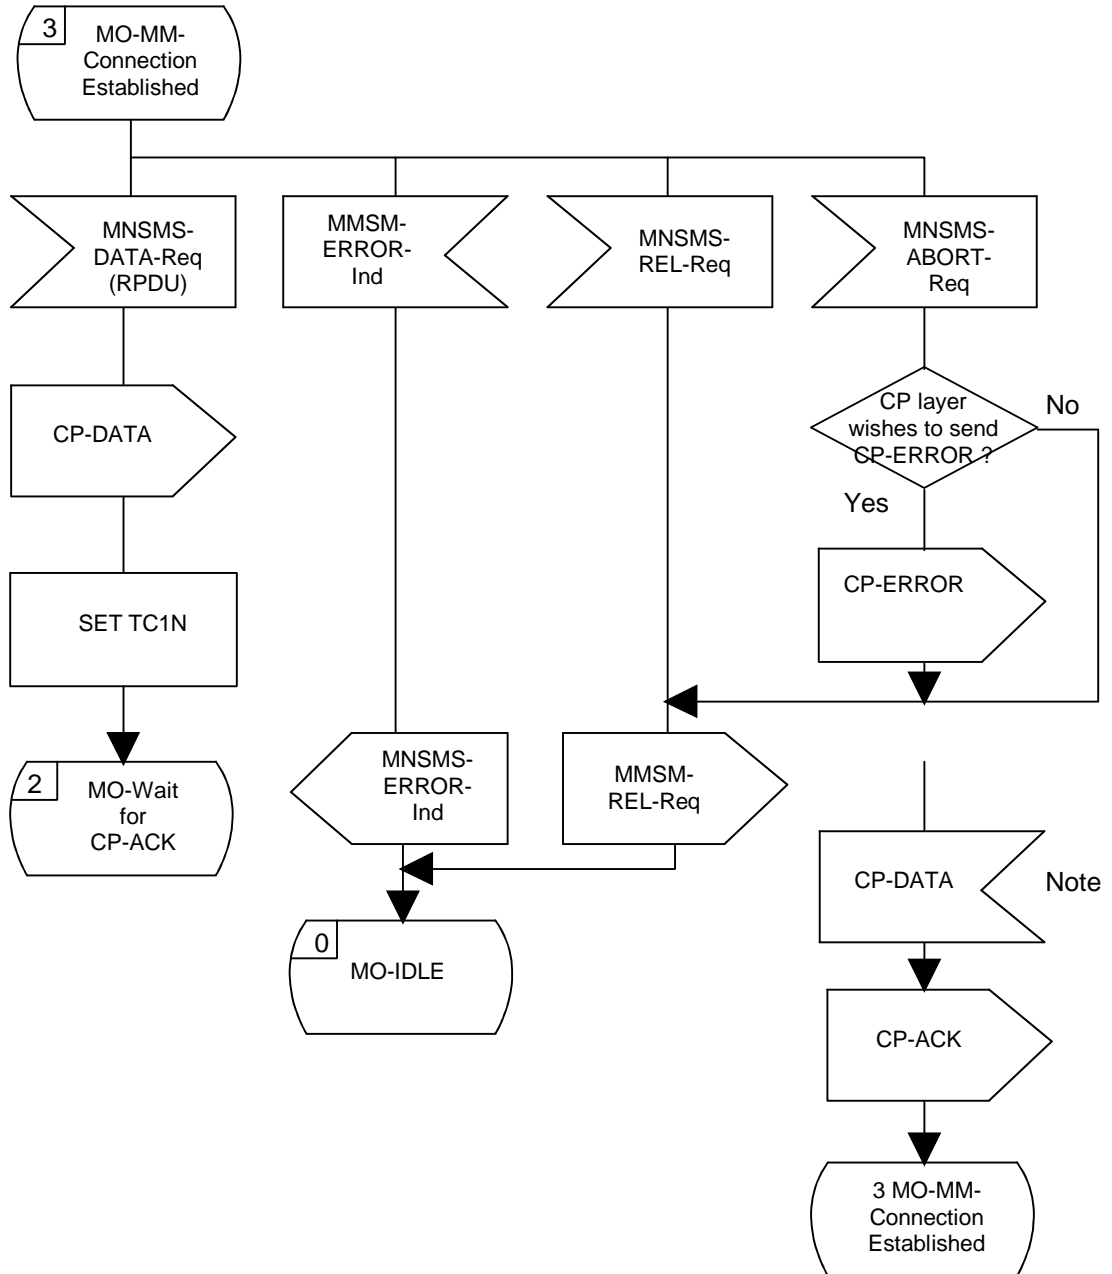 3
MO-MM-
Connection
Established
MNSMS-
DATA-Req
(RPDU)
MMSM-
ERROR-
Ind
MNSMS-
REL-Req
MNSMS-
ABORT-
Req
CP-DATA
CP layer
wishes to send
CP-ERROR ?
No
Yes
CP-ERROR
SET TC1N
2
MO-Wait
for
CP-ACK
MNSMS-
ERROR-
Ind
MMSM-
REL-Req
CP-DATA
Note
0
MO-IDLE
CP-ACK
3 MO-MM-
Connection
Established